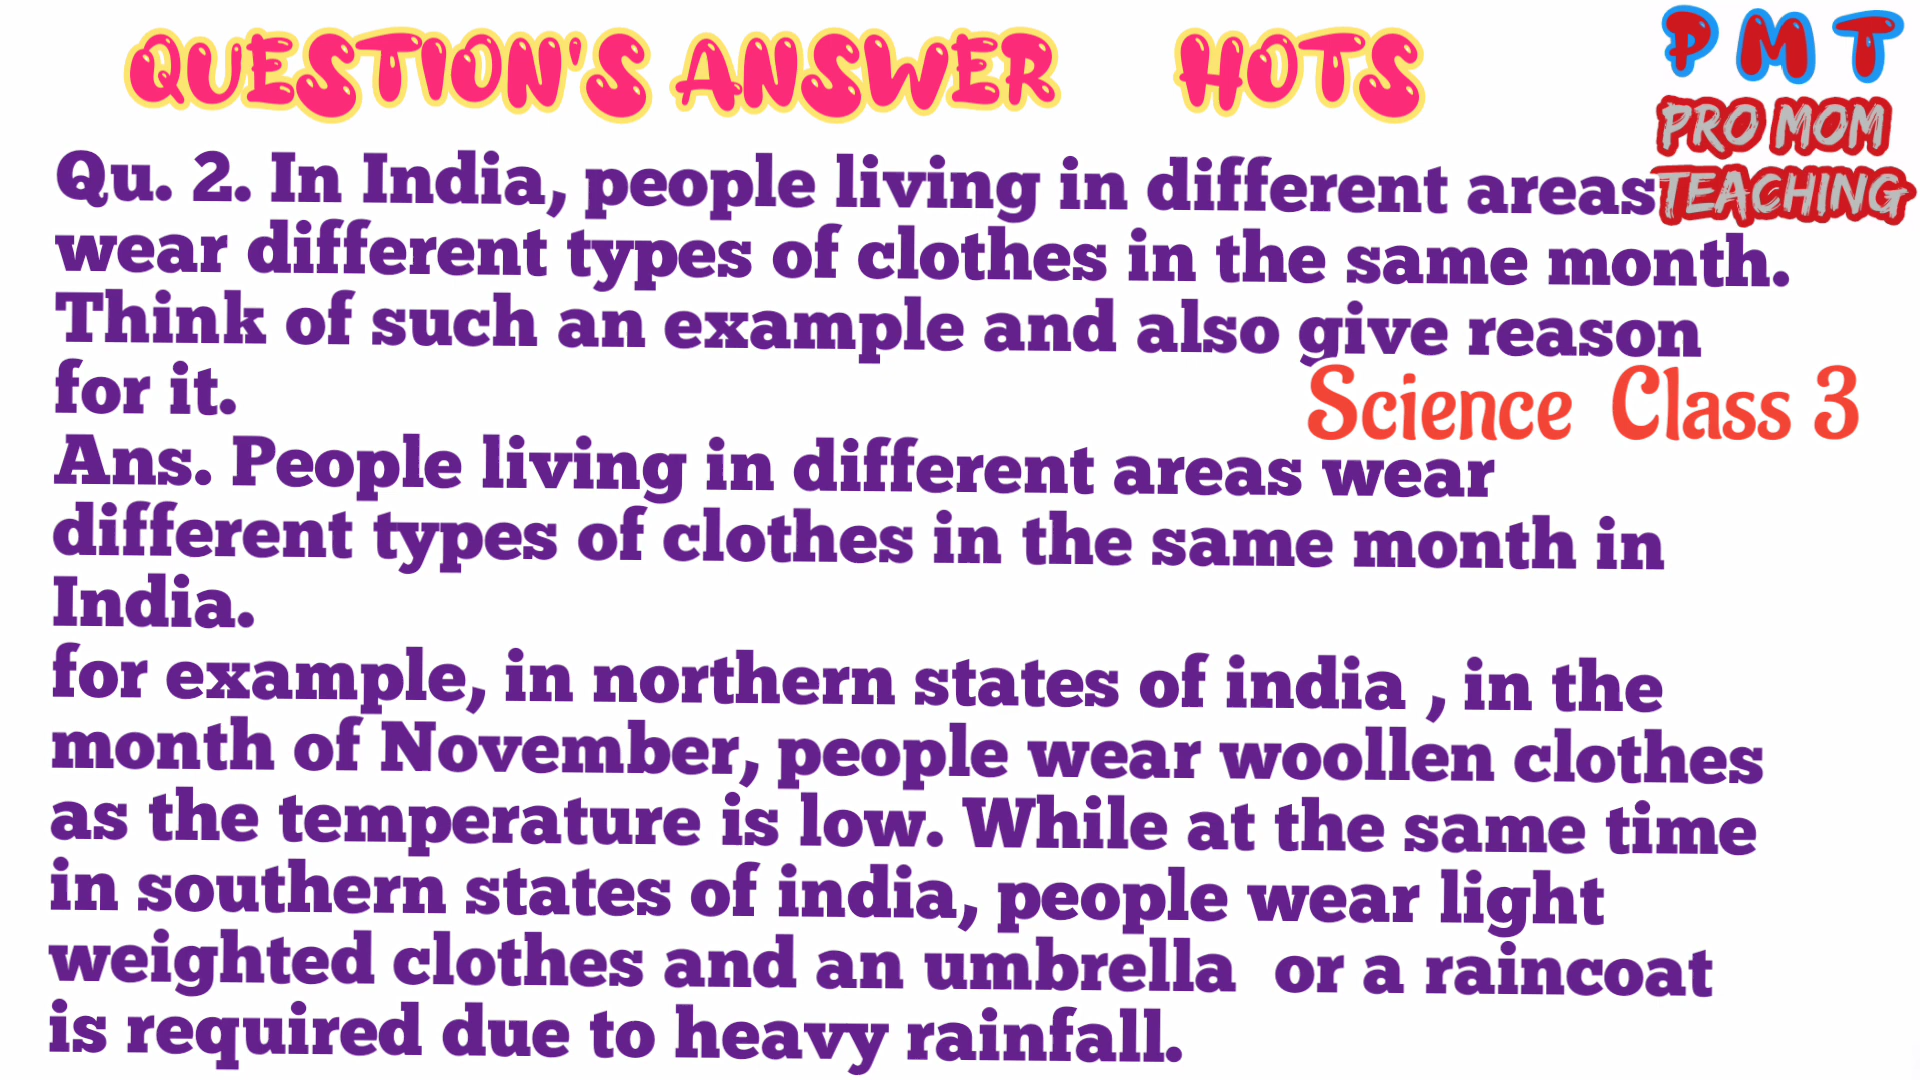 QUESTION'S ANSWER HOTS
P M T
PRO MOM
TEACHING
Qu. 2. In India, people living in different areas
wear different types of clothes in the same month.
Think of such an example and also give reason
for it.
Science Class 3
Ans. People living in different areas wear
different types of clothes in the same month in
India.
for example, in northern states of india , in the
month of November, people wear woollen clothes
as the temperature is low. While at the same time
in southern states of india, people wear light
weighted clothes and an umbrella or a raincoat
is required due to heavy rainfall.